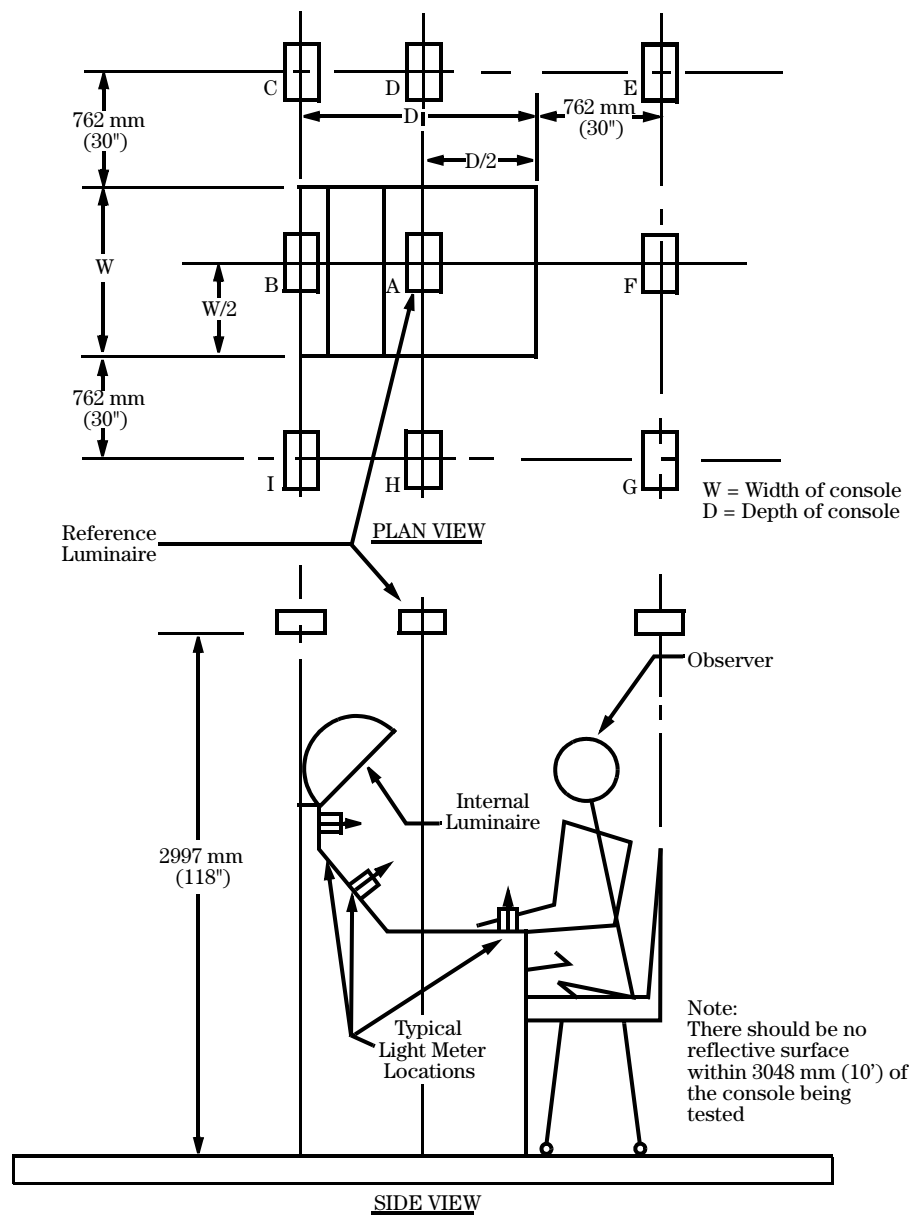 C
D
E
762 mm
(30")
D
762 mm
(30")
D/2
W
B
A
F
W/2
762 mm
(30")
I
H
G
W = Width of console
D = Depth of console
Reference
Luminaire
PLAN VIEW
Observer
Internal
Luminaire
2997 mm
(118")
Typical
Light Meter
Locations
Note:
There should be no
reflective surface
within 3048 mm (10') of
the console being
tested
SIDE VIEW